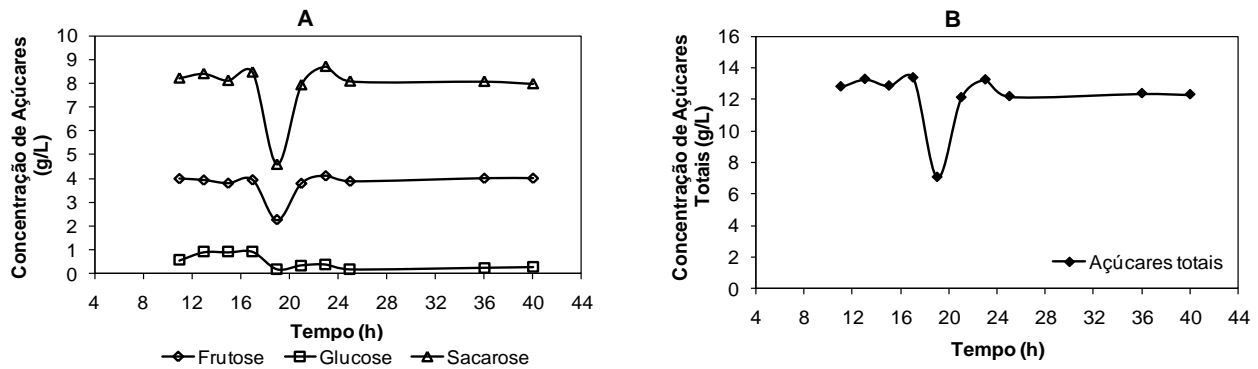 A
Concentração de Açúcares
(g/L)
10
9
8
7
6
5
4
3
2
1
0
4 8 12 16 20 24 28 32 36 40 44
Tempo (h)
Frutose Glucose Sacarose
B
Concentração de Açúcares
Totais (g/L)
16
14
12
10
8
6
4
2
0
Açúcares totais
4 8 12 16 20 24 28 32 36 40 44
Tempo (h)